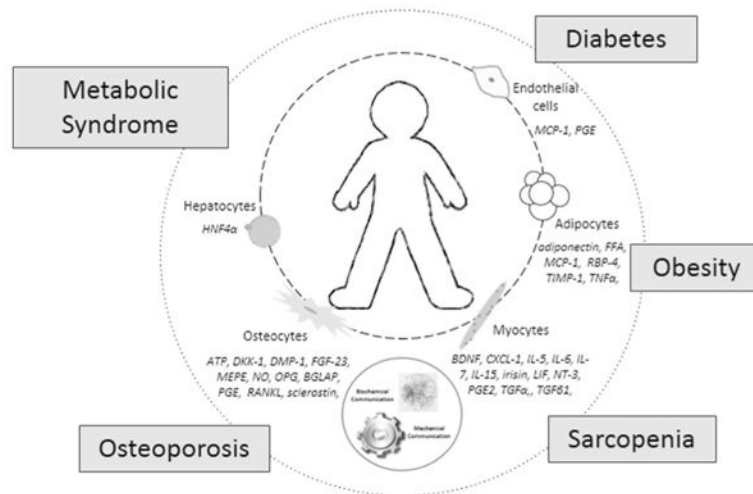 Diabetes
Metabolic
Syndrome
Endothelial
cells
MCP-1, PGE
Hepatocytes
HNF4α
Adipocytes
adiponectin, FFA,
MCP-1, RBP-4,
TIMP-1, TNFα,
Obesity
Osteocytes
ATP, DKK-1, DMP-1, FGF-23,
MEPE, NO, OPG, BGLAP,
PGE, RANKL, sclerostin,
Myocytes
BDNF, CXCL-1, IL-5, IL-6, IL-
7, IL-15, irisin, LIF, NT-3,
PGE2, TGFα,, TGFβ1,
Biochemical
Communication
Mechanical
Communication
Osteoporosis
Sarcopenia